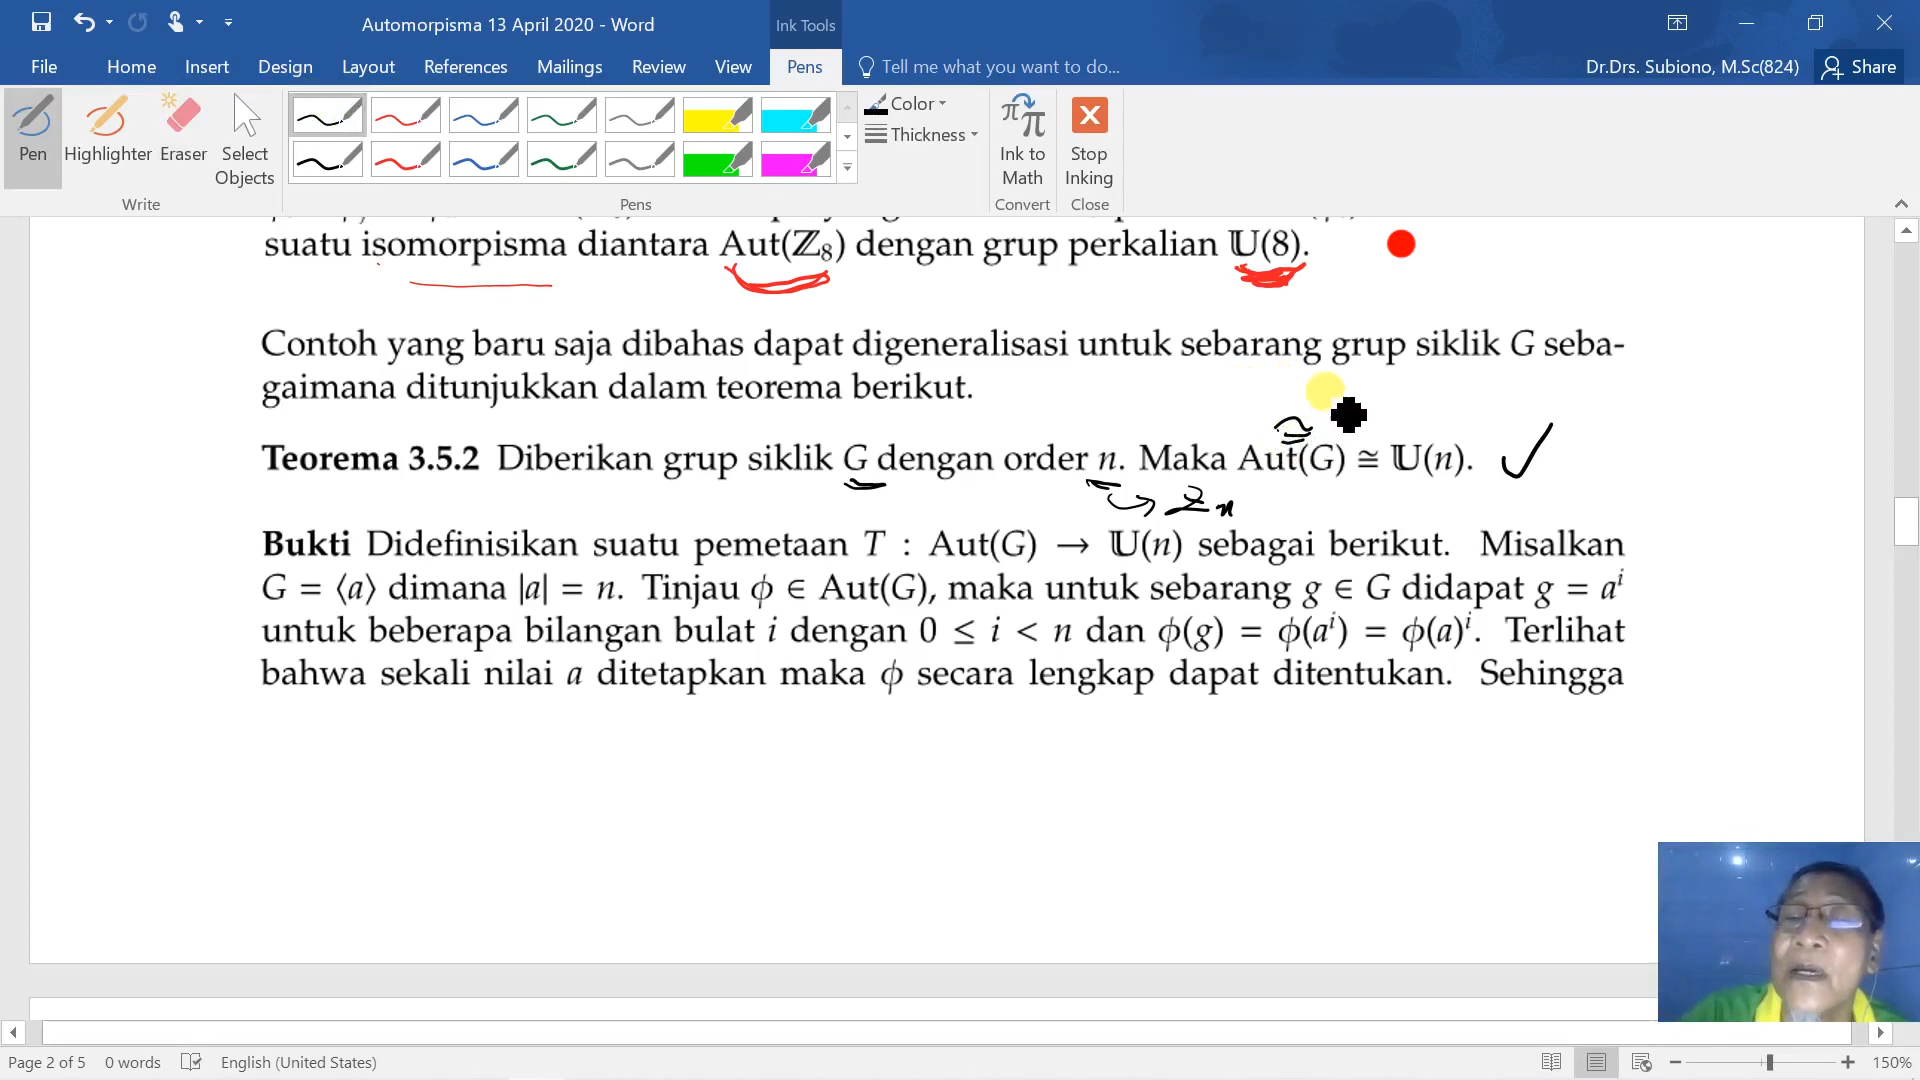 Automorpisma 13 April 2020 - Word
Ink Tools
File Home Insert Design Layout References Mailings Review View Pens Tell me what you want to do... Dr.Drs. Subiono, M.Sc(824) Share
Pen Highlighter Eraser Select Objects
Color
Thickness
Ink to Math
Stop Inking
Write Pens Convert Close
suatu isomorpisma diantara Aut(ℤ₈) dengan grup perkalian 𝕌(8).
Contoh yang baru saja dibahas dapat digeneralisasi untuk sebarang grup siklik G seba-
gaimana ditunjukkan dalam teorema berikut.
≅
Teorema 3.5.2 Diberikan grup siklik G dengan order n. Maka Aut(G) ≅ 𝕌(n).
ℤn
Bukti Didefinisikan suatu pemetaan T : Aut(G) → 𝕌(n) sebagai berikut. Misalkan
G = ⟨a⟩ dimana |a| = n. Tinjau ϕ ∈ Aut(G), maka untuk sebarang g ∈ G didapat g = aⁱ
untuk beberapa bilangan bulat i dengan 0 ≤ i < n dan ϕ(g) = ϕ(aⁱ) = ϕ(a)ⁱ. Terlihat
bahwa sekali nilai a ditetapkan maka ϕ secara lengkap dapat ditentukan. Sehingga
Page 2 of 5 0 words English (United States) 150%